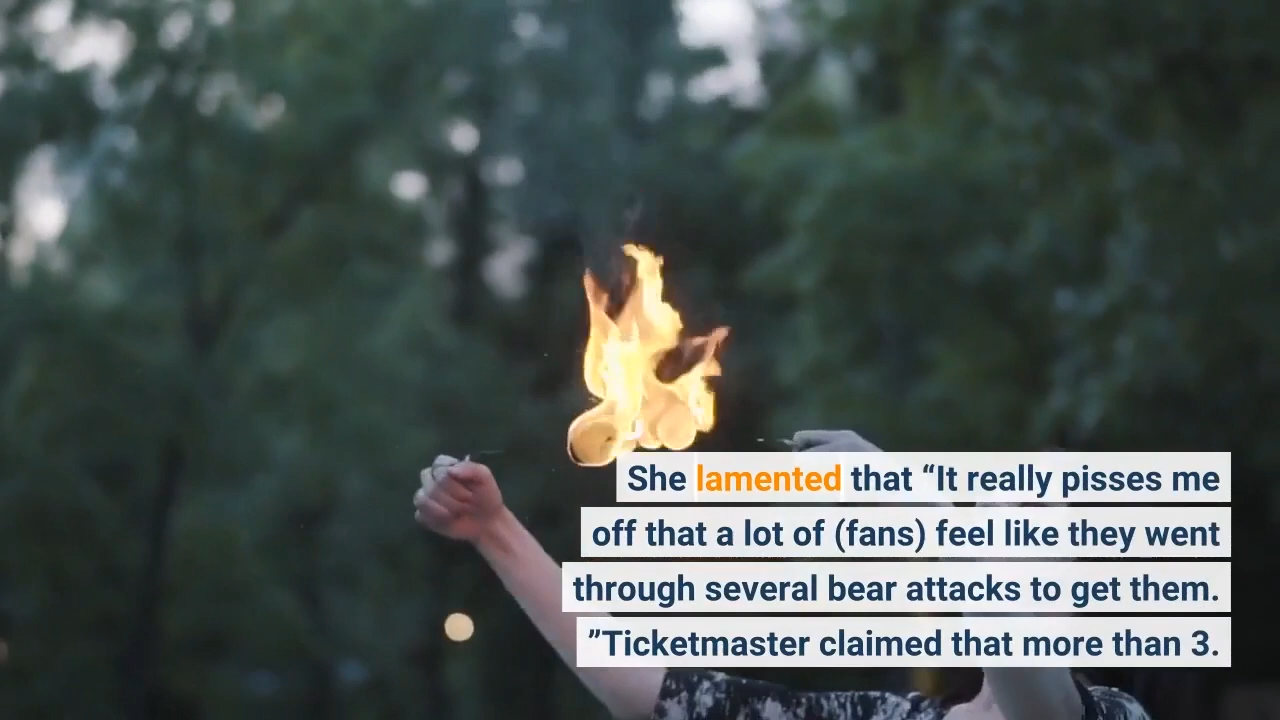 She lamented that “It really pisses me
off that a lot of (fans) feel like they went
through several bear attacks to get them.
”Ticketmaster claimed that more than 3.